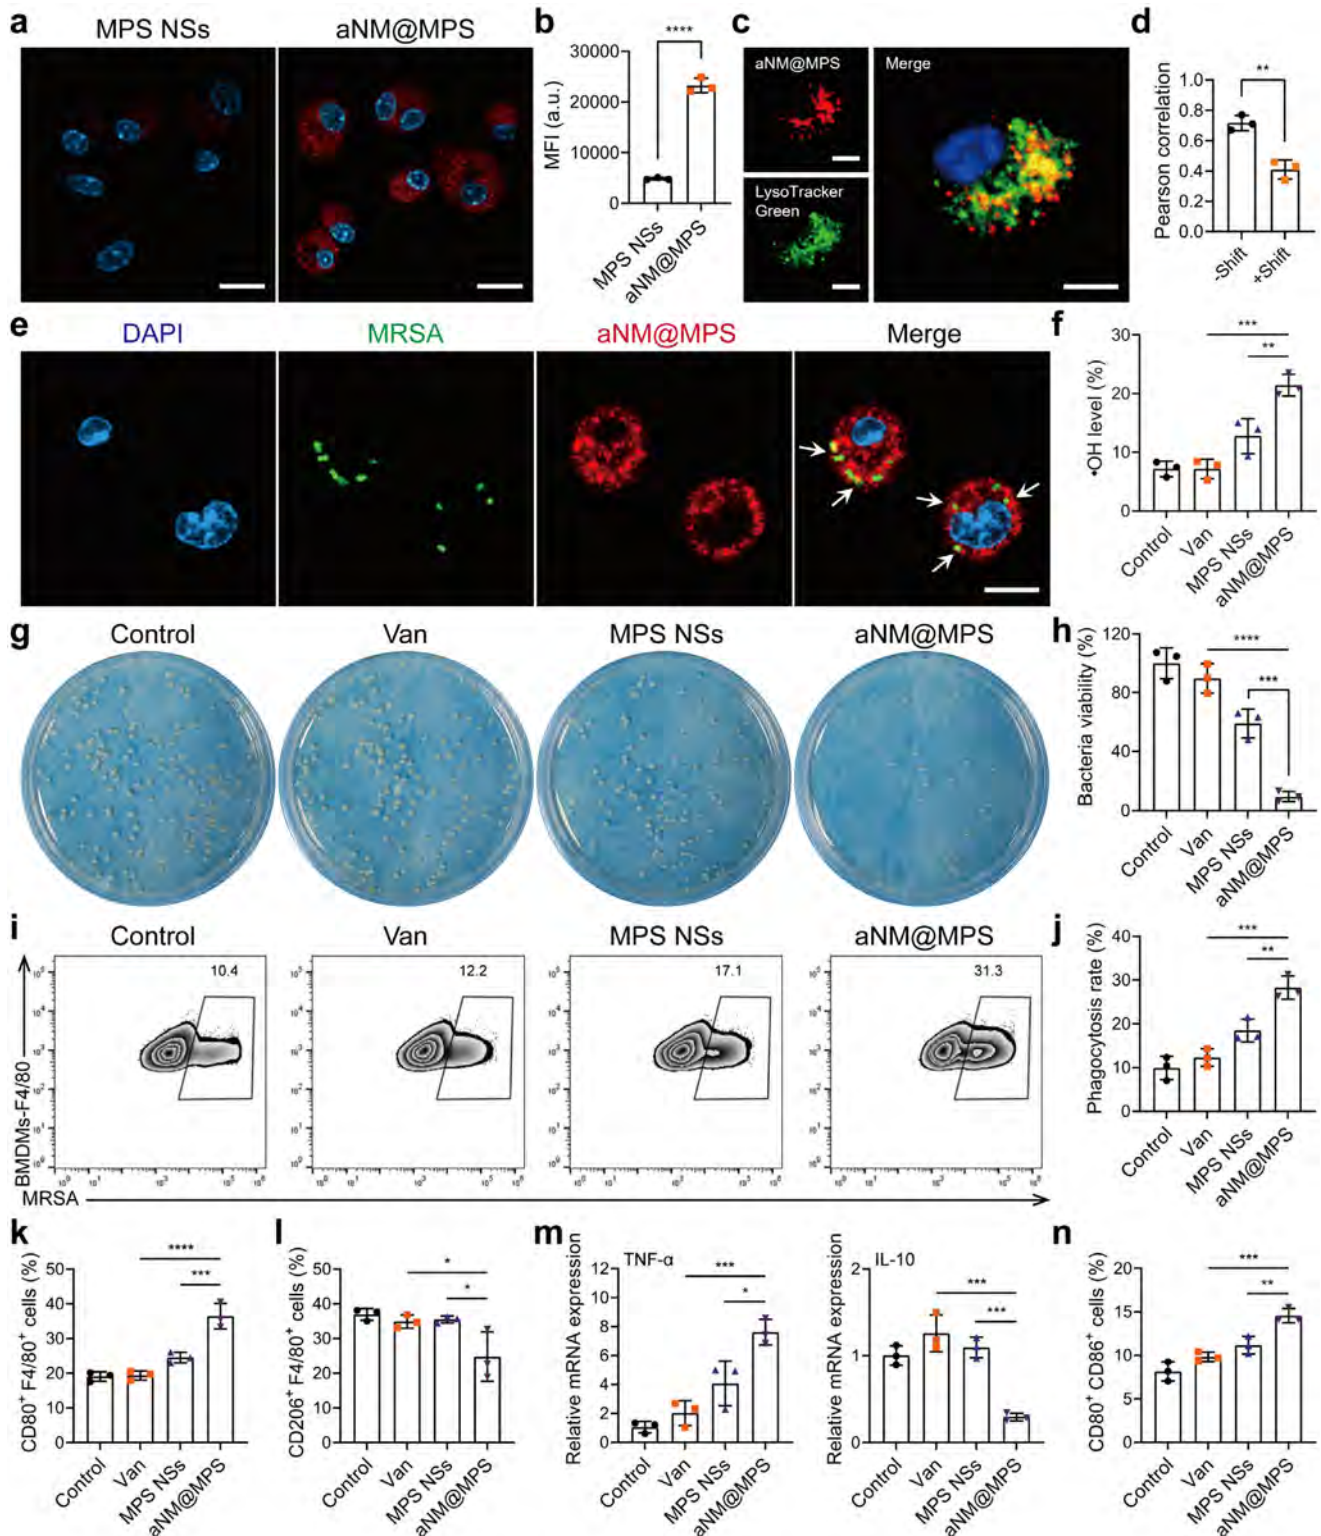 a
MPS NSs
aNM@MPS
b
****
30000
20000
10000
0
MFI (a.u.)
MPS NSs
aNM@MPS
c
aNM@MPS
LysoTracker
Green
Merge
d
**
1.0
0.8
0.6
0.4
0.2
0.0
Pearson correlation
-Shift
+Shift
e
DAPI
MRSA
aNM@MPS
Merge
f
***
**
30
20
10
0
•OH level (%)
Control
Van
MPS NSs
aNM@MPS
g
Control
Van
MPS NSs
aNM@MPS
h
****
***
120
80
40
0
Bacteria viability (%)
Control
Van
MPS NSs
aNM@MPS
i
Control
Van
MPS NSs
aNM@MPS
10.4
12.2
17.1
31.3
BMDMs-F4/80
MRSA
j
***
**
40
30
20
10
0
Phagocytosis rate (%)
Control
Van
MPS NSs
aNM@MPS
k
****
***
50
40
30
20
10
0
CD80⁺ F4/80⁺ cells (%)
Control
Van
MPS NSs
aNM@MPS
l
*
*
50
40
30
20
10
0
CD206⁺ F4/80⁺ cells (%)
Control
Van
MPS NSs
aNM@MPS
m
TNF-α
***
*
12
10
8
6
4
2
0
Relative mRNA expression
Control
Van
MPS NSs
aNM@MPS
IL-10
***
***
2
1
0
Relative mRNA expression
Control
Van
MPS NSs
aNM@MPS
n
***
**
20
15
10
5
0
CD80⁺ CD86⁺ cells (%)
Control
Van
MPS NSs
aNM@MPS